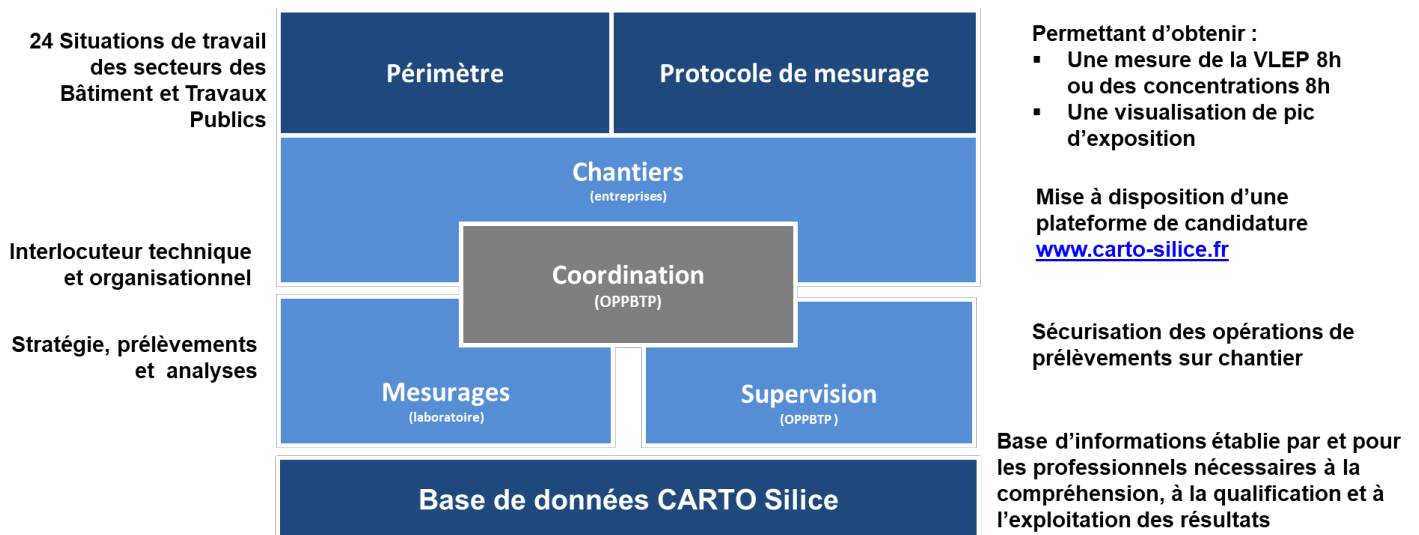 24 Situations de travail
des secteurs des
Bâtiment et Travaux
Publics
Périmètre
Protocole de mesurage
Permettant d'obtenir :
▪ Une mesure de la VLEP 8h
ou des concentrations 8h
▪ Une visualisation de pic
d'exposition
Chantiers
(entreprises)
Mise à disposition d'une
plateforme de candidature
www.carto-silice.fr
Interlocuteur technique
et organisationnel
Coordination
(OPPBTP)
Stratégie, prélèvements
et analyses
Mesurages
(laboratoire)
Supervision
(OPPBTP )
Sécurisation des opérations de
prélèvements sur chantier
Base de données CARTO Silice
Base d'informations établie par et pour
les professionnels nécessaires à la
compréhension, à la qualification et à
l'exploitation des résultats